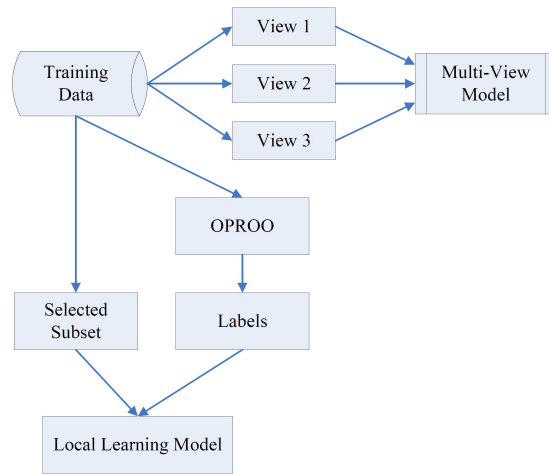 View 1
Training
Data
View 2
Multi-View
Model
View 3
OPROO
Selected
Subset
Labels
Local Learning Model